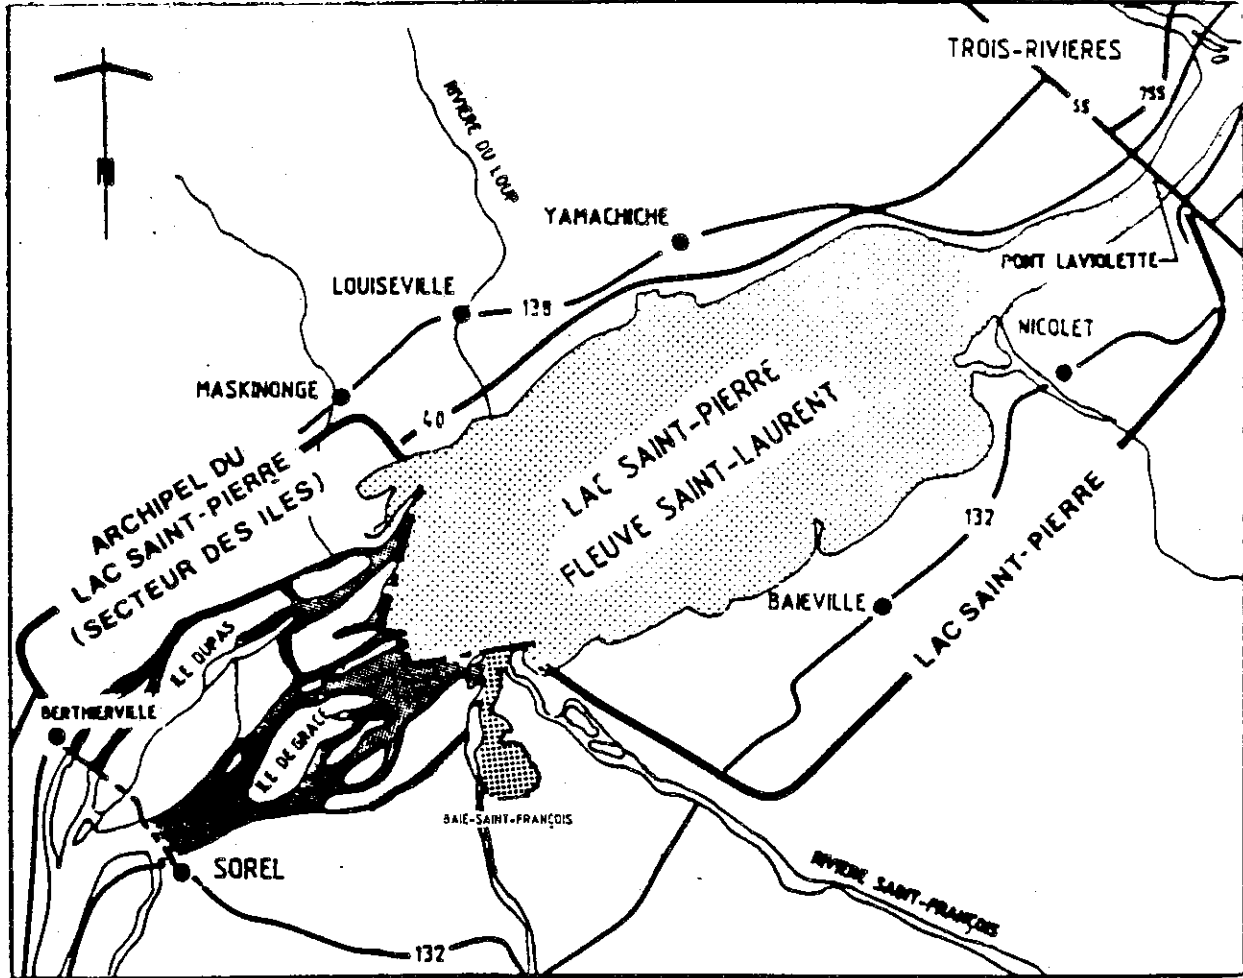 TROIS-RIVIERES
55
755
N
RIVIERE DU LOUP
YAMACHICHE
PONT LAVIOLETTE
LOUISEVILLE
138
NICOLET
MASKINONGE
40
LAC SAINT-PIERRE
FLEUVE SAINT-LAURENT
ARCHIPEL DU
LAC SAINT-PIERRE
(SECTEUR DES ILES)
132
LAC SAINT-PIERRE
BAIEVILLE
ILE DUPAS
BERTHIERVILLE
ILE DE GRACE
BAIE-SAINT-FRANÇOIS
SOREL
RIVIERE SAINT-FRANÇOIS
132